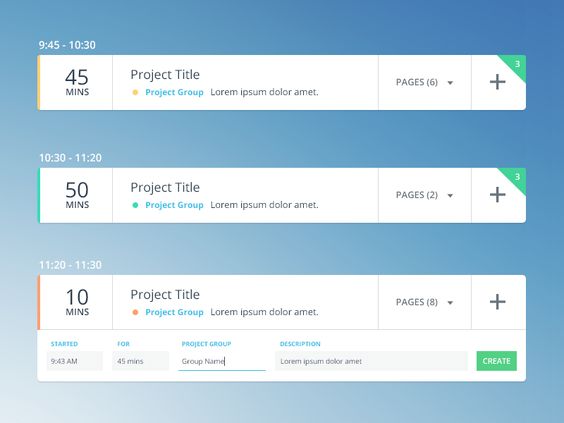 9:45 - 10:30
45
MINS
Project Title
Project Group Lorem ipsum dolor amet.
PAGES (6)
+
3
10:30 - 11:20
50
MINS
Project Title
Project Group Lorem ipsum dolor amet.
PAGES (2)
+
3
11:20 - 11:30
10
MINS
Project Title
Project Group Lorem ipsum dolor amet.
PAGES (8)
+
STARTED
FOR
PROJECT GROUP
DESCRIPTION
9:43 AM
45 mins
Group Name
Lorem ipsum dolor amet
CREATE